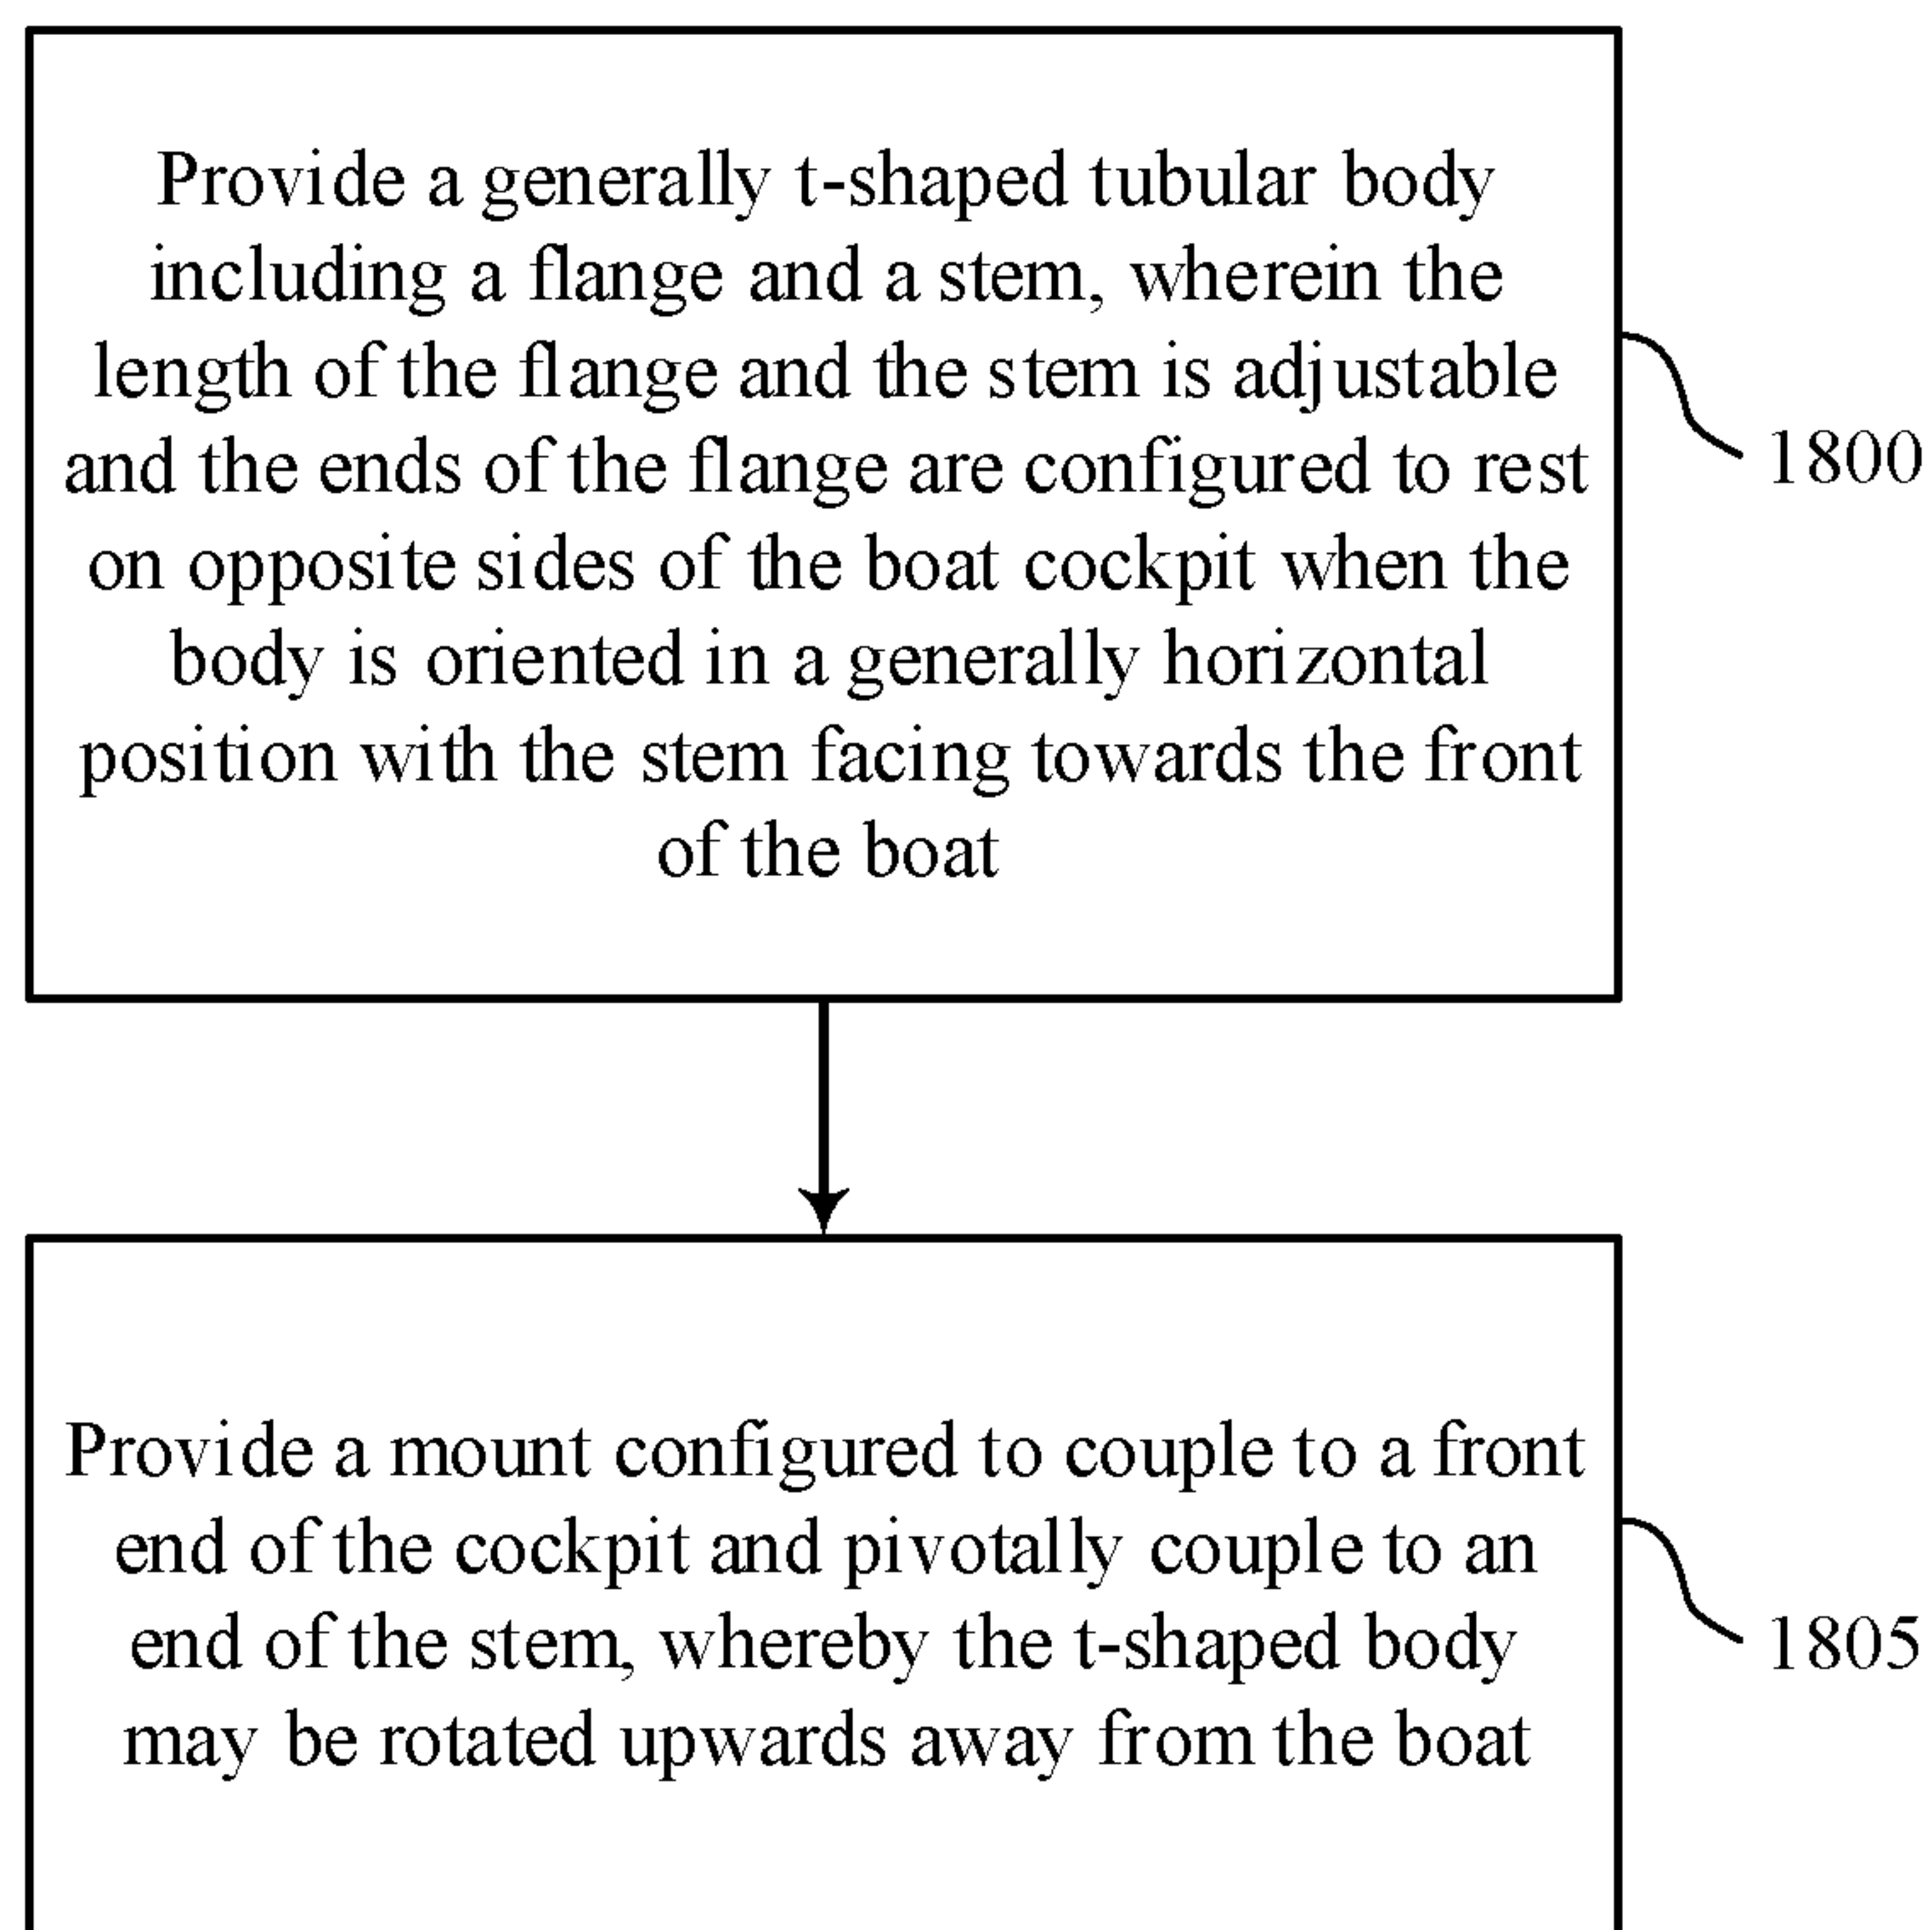 Provide a generally t-shaped tubular body
including a flange and a stem, wherein the
length of the flange and the stem is adjustable
and the ends of the flange are configured to rest
on opposite sides of the boat cockpit when the
body is oriented in a generally horizontal
position with the stem facing towards the front
of the boat
1800
Provide a mount configured to couple to a front
end of the cockpit and pivotally couple to an
end of the stem, whereby the t-shaped body
may be rotated upwards away from the boat
1805